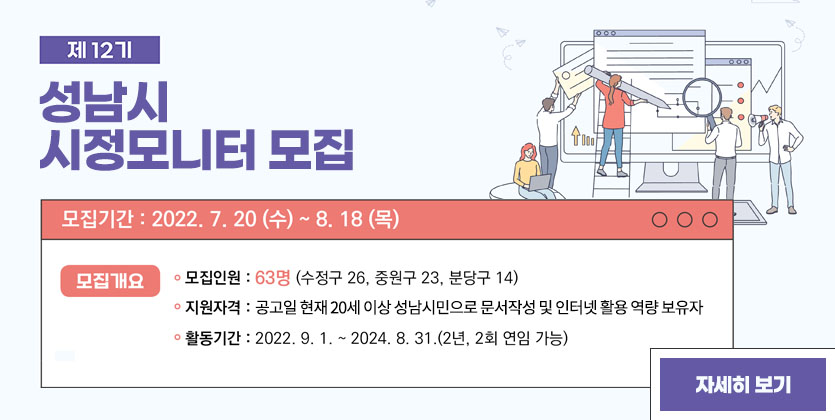 제 12기
성남시
시정모니터 모집
모집기간 : 2022. 7. 20 (수) ~ 8. 18 (목)
모집개요
모집인원 : 63명 (수정구 26, 중원구 23, 분당구 14)
지원자격 : 공고일 현재 20세 이상 성남시민으로 문서작성 및 인터넷 활용 역량 보유자
활동기간 : 2022. 9. 1. ~ 2024. 8. 31.(2년, 2회 연임 가능)
자세히 보기